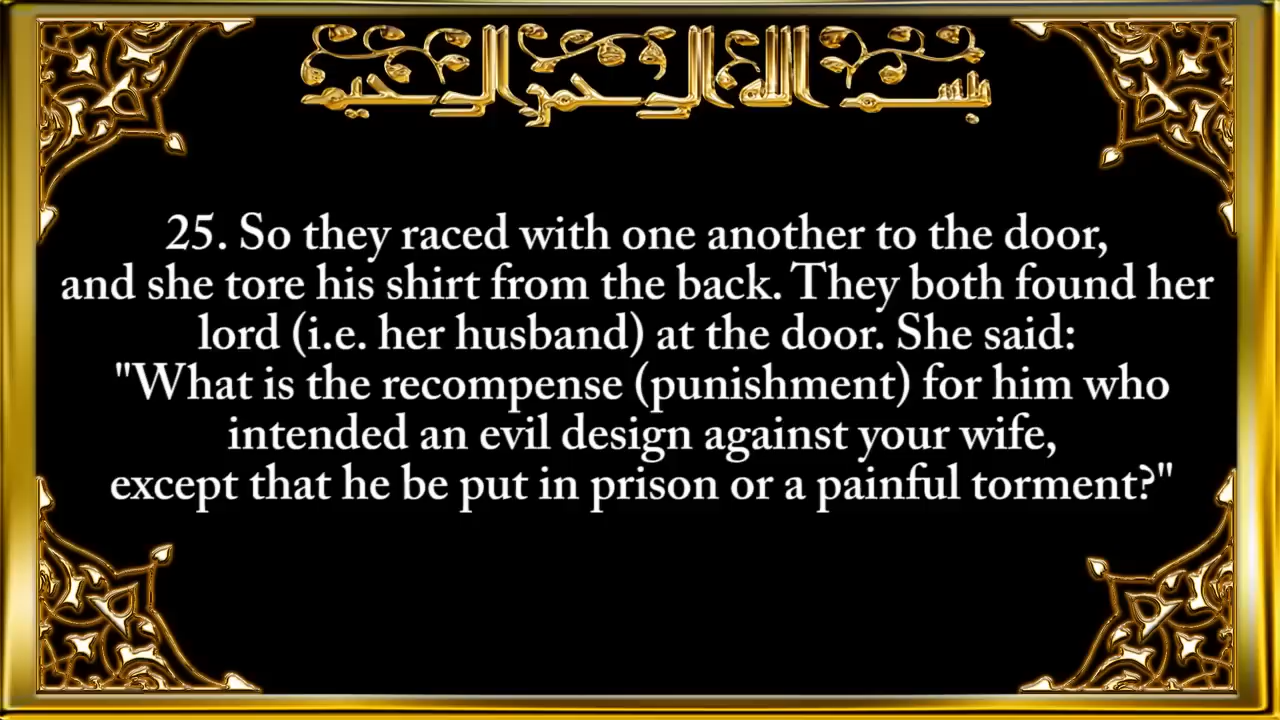 بسم الله الرحمن الرحيم
25. So they raced with one another to the door,
and she tore his shirt from the back. They both found her
lord (i.e. her husband) at the door. She said:
"What is the recompense (punishment) for him who
intended an evil design against your wife,
except that he be put in prison or a painful torment?"